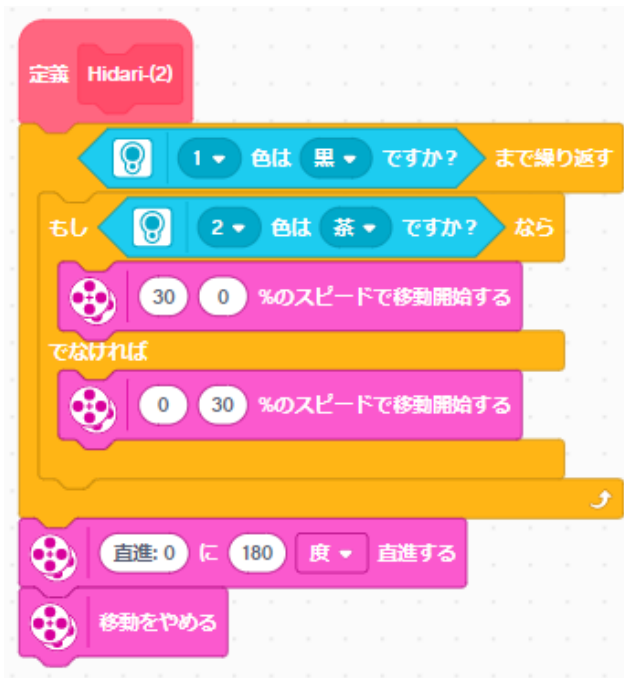 定義 Hidari-(2)
1 色は 黒 ですか? まで繰り返す
もし 2 色は 茶 ですか? なら
30 0 %のスピードで移動開始する
でなければ
0 30 %のスピードで移動開始する
直進: 0 に 180 度 直進する
移動をやめる